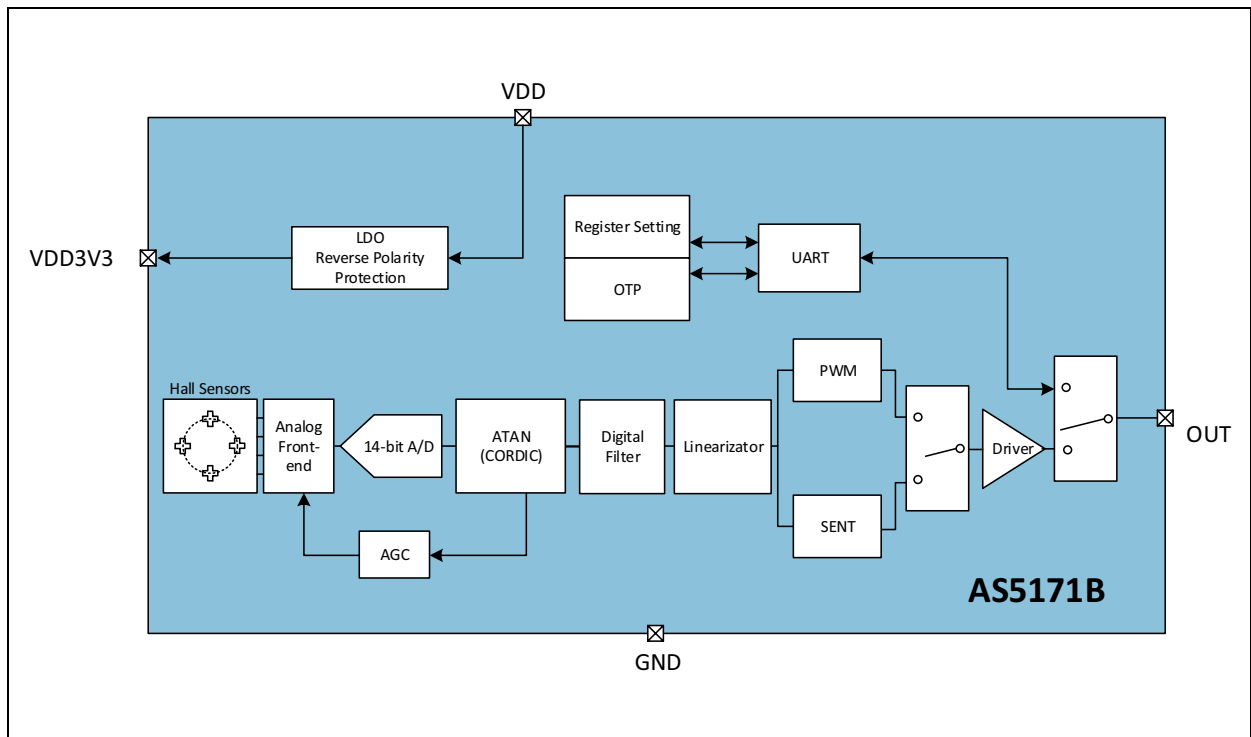 VDD
VDD3V3
LDO
Reverse Polarity
Protection
Register Setting
OTP
UART
Hall Sensors
Analog
Front-
end
14-bit A/D
ATAN
(CORDIC)
Digital
Filter
Linearizator
PWM
SENT
Driver
OUT
AGC
AS5171B
GND